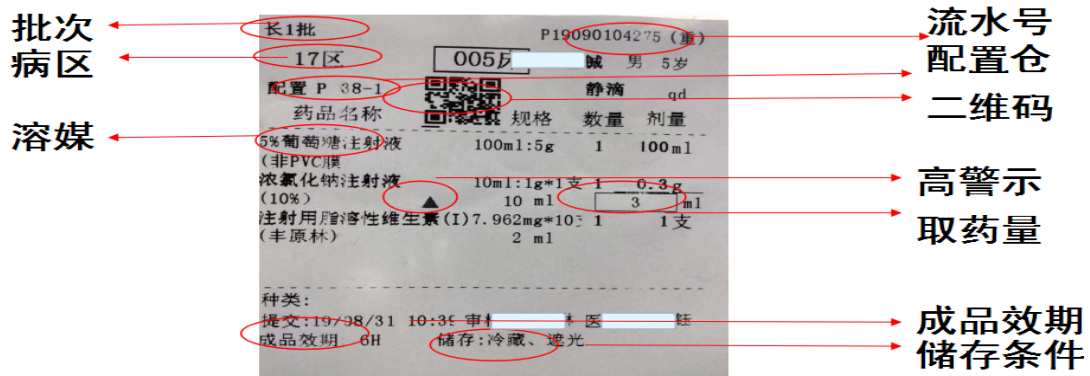 批次
病区
溶媒
流水号
配置仓
二维码
高警示
取药量
成品效期
储存条件
长1批
P19090104275 (重)
17区 005床 男 5岁
配置 P 38-1 静滴 qd
药品名称 规格 数量 剂量
5%葡萄糖注射液 100ml:5g 1 100ml
(非PVC膜
浓氯化钠注射液 10ml:1g*1支 1 0.3g
(10%) ▲ 10 ml 3 ml
注射用脂溶性维生素(I)7.962mg*10 1 1支
(丰原林) 2 ml
种类:
提交:19/08/31 10:39 审 医 钰
成品效期: 6H 储存:冷藏、遮光